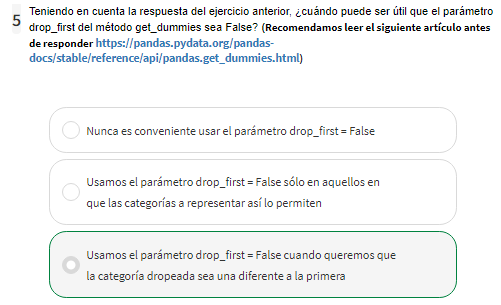 5
Teniendo en cuenta la respuesta del ejercicio anterior, ¿cuándo puede ser útil que el parámetro
drop_first del método get_dummies sea False? (Recomendamos leer el siguiente artículo antes
de responder https://pandas.pydata.org/pandas-
docs/stable/reference/api/pandas.get_dummies.html)
Nunca es conveniente usar el parámetro drop_first = False
Usamos el parámetro drop_first = False sólo en aquellos en
que las categorías a representar así lo permiten
Usamos el parámetro drop_first = False cuando queremos que
la categoría dropeada sea una diferente a la primera